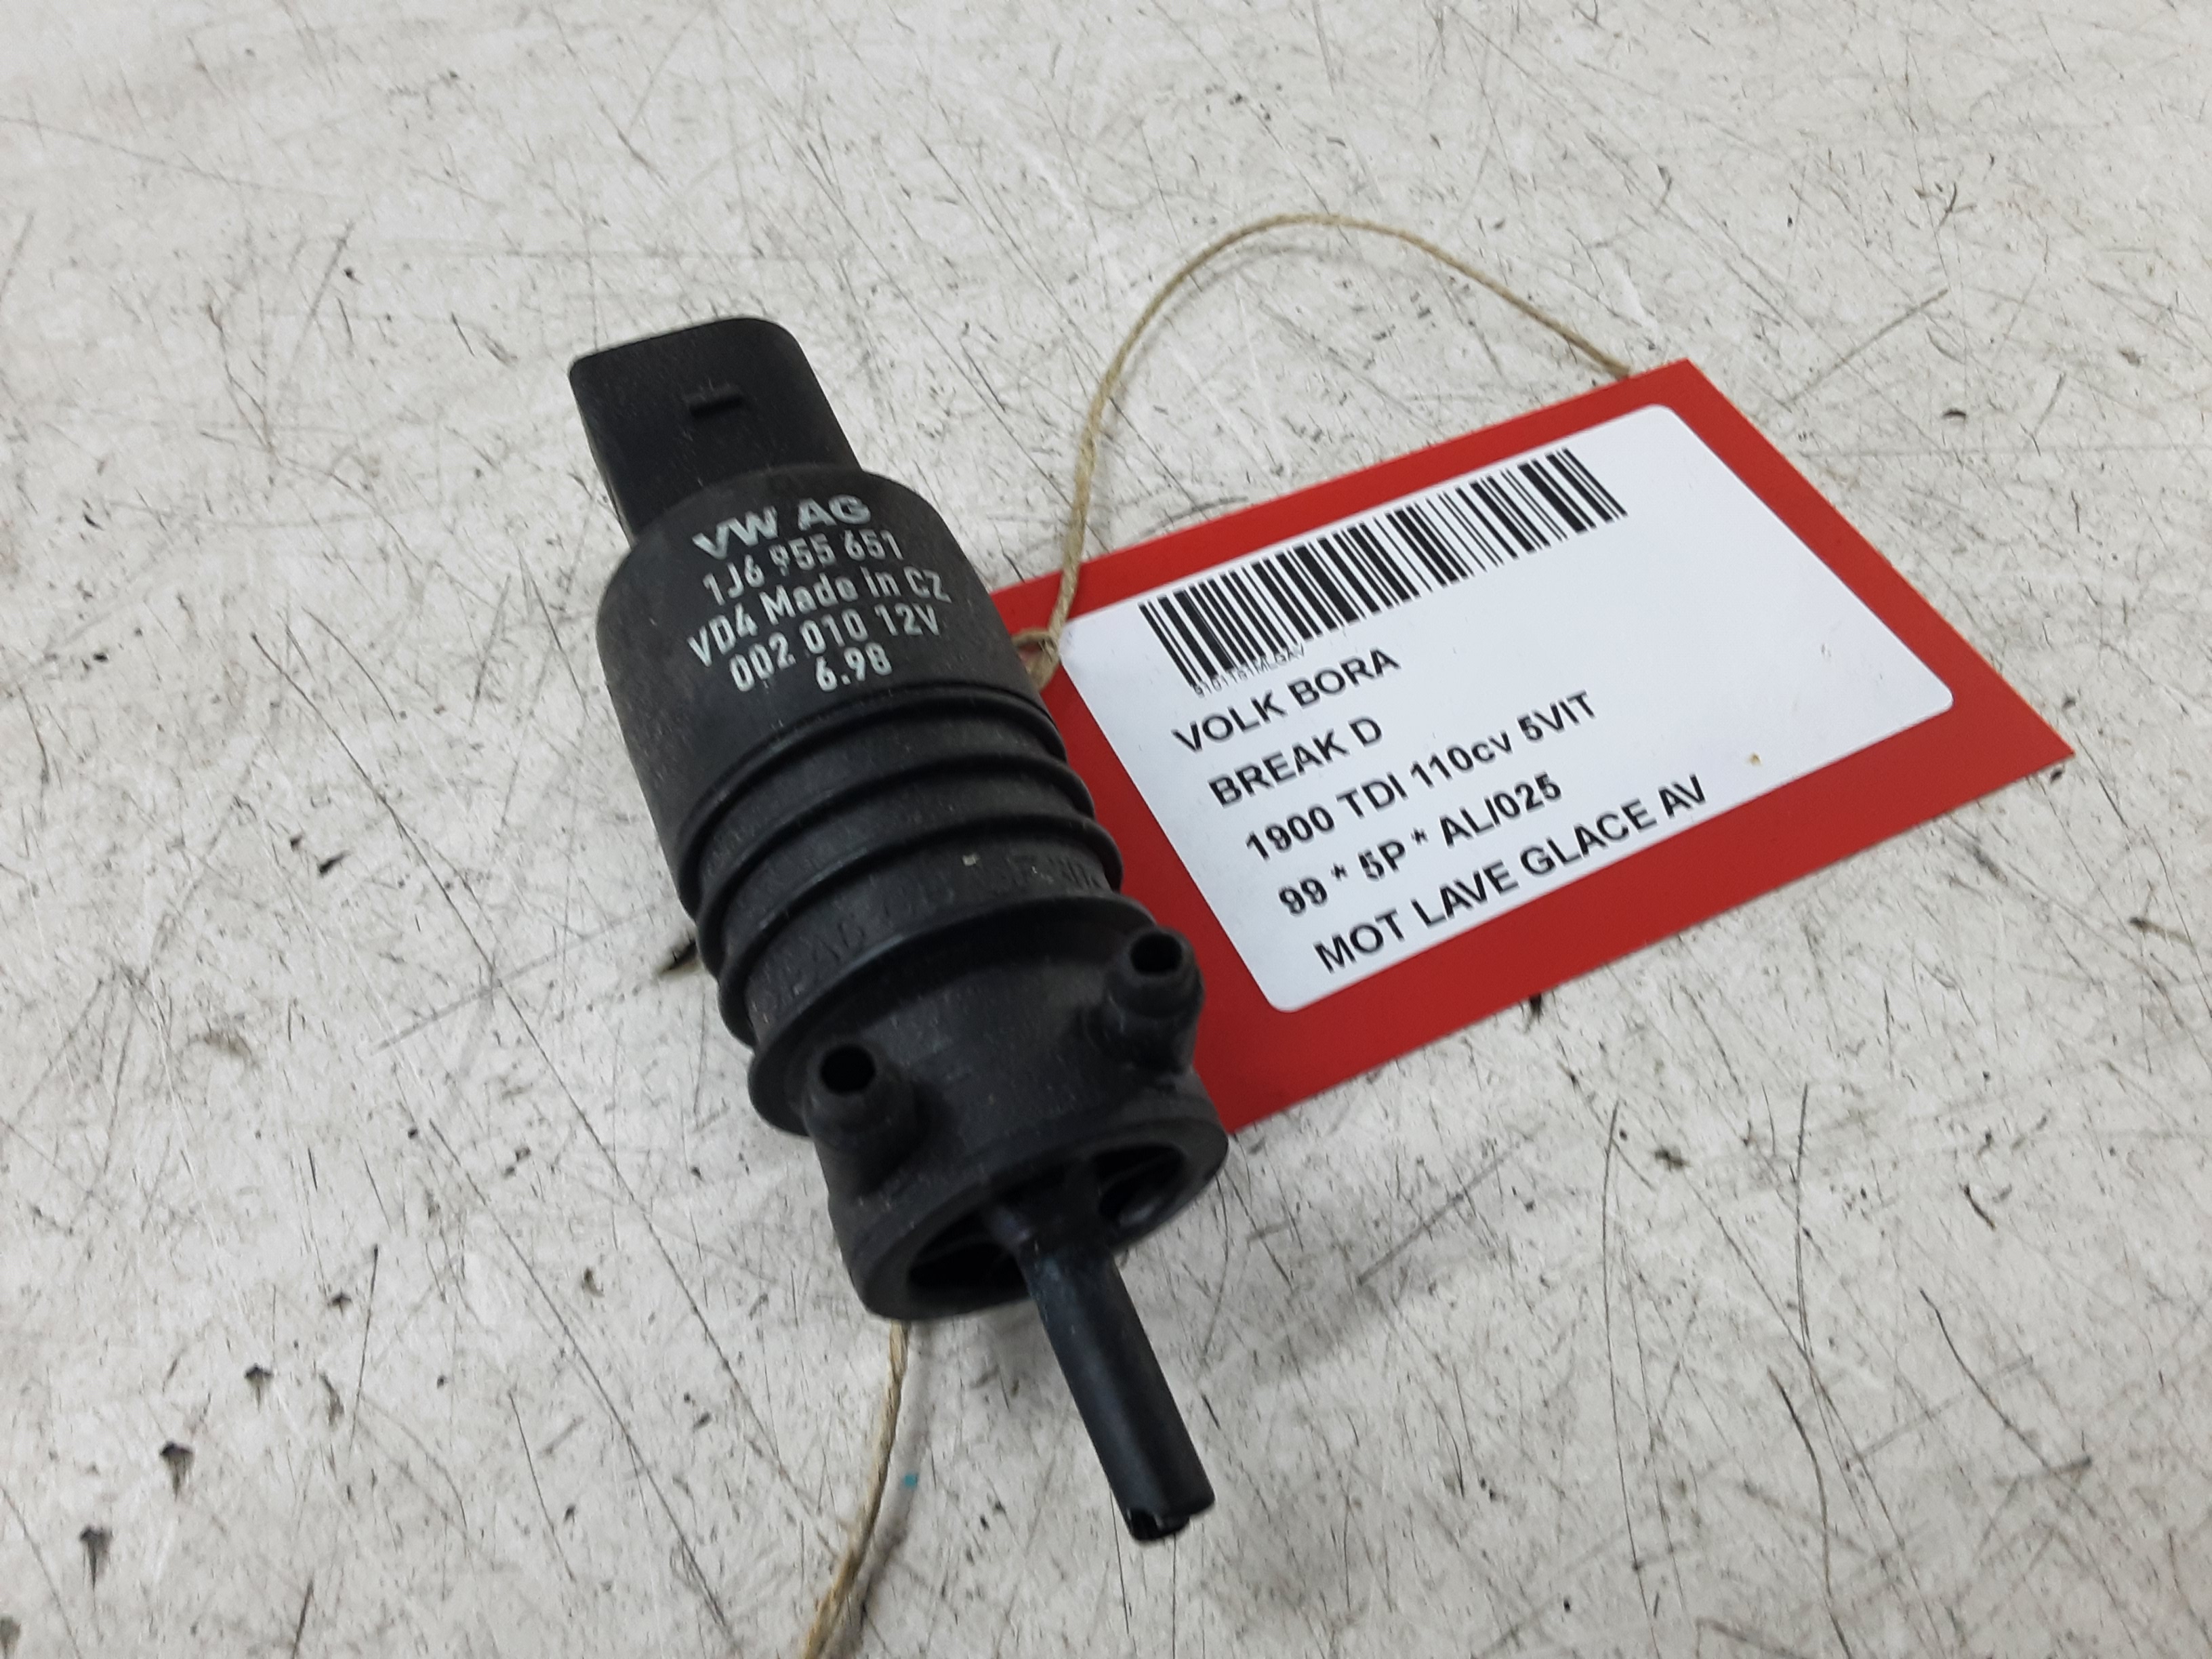 VW AG
1J6 955 651
VD4 Made In CZ
002 010 12V
6.98
9101181MLGAV
VOLK BORA
BREAK D
1900 TDI 110cv 5VIT
99 * 5P * AL/025
MOT LAVE GLACE AV